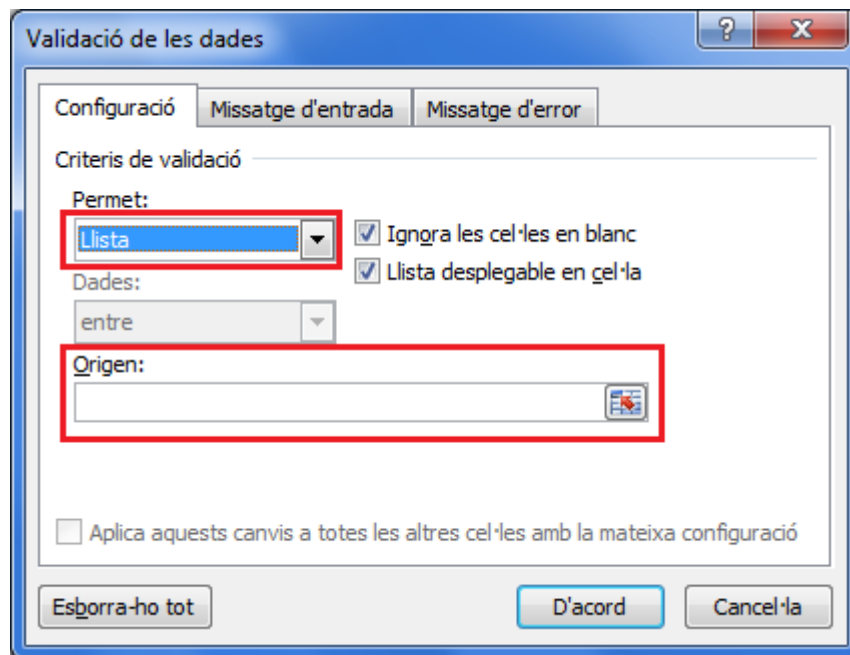 Validació de les dades
Configuració Missatge d'entrada Missatge d'error
Criteris de validació
Permet:
Llista
Ignora les cel·les en blanc
Llista desplegable en cel·la
Dades:
entre
Origen:
Aplica aquests canvis a totes les altres cel·les amb la mateixa configuració
Esborra-ho tot D'acord Cancel·la